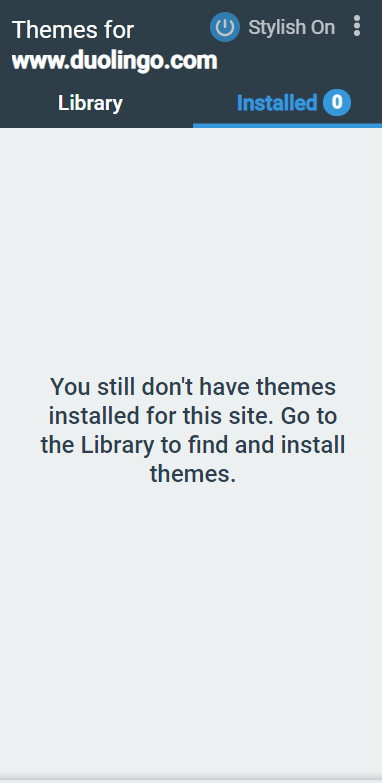 Themes for
Stylish On
www.duolingo.com
Library
Installed 0
You still don't have themes
installed for this site. Go to
the Library to find and install
themes.